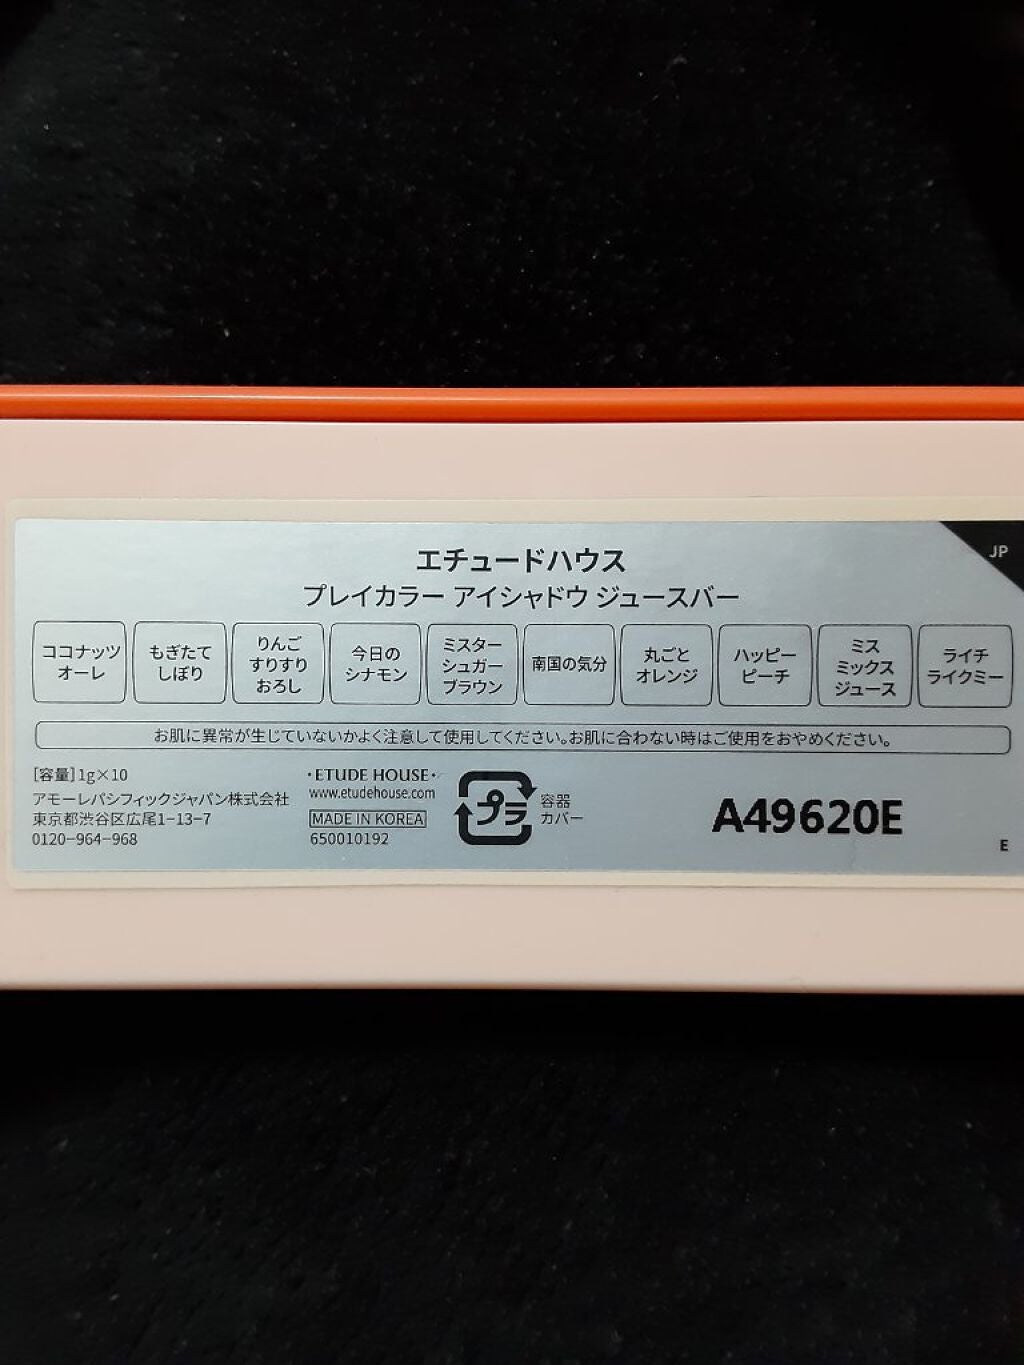 JP
エチュードハウス
プレイカラー アイシャドウ ジュースバー
ココナッツ
オーレ
もぎたて
しぼり
りんご
すりすり
おろし
今日の
シナモン
ミスター
シュガー
ブラウン
南国の気分
丸ごと
オレンジ
ハッピー
ピーチ
ミス
ミックス
ジュース
ライチ
ライクミー
お肌に異常が生じていないかよく注意して使用してください。お肌に合わない時はご使用をおやめください。
[容量]1g×10
アモーレパシフィックジャパン株式会社
東京都渋谷区広尾1-13-7
0120-964-968
·ETUDE HOUSE·
www.etudehouse.com
MADE IN KOREA
650010192
プラ
容器
カバー
A49620E
E